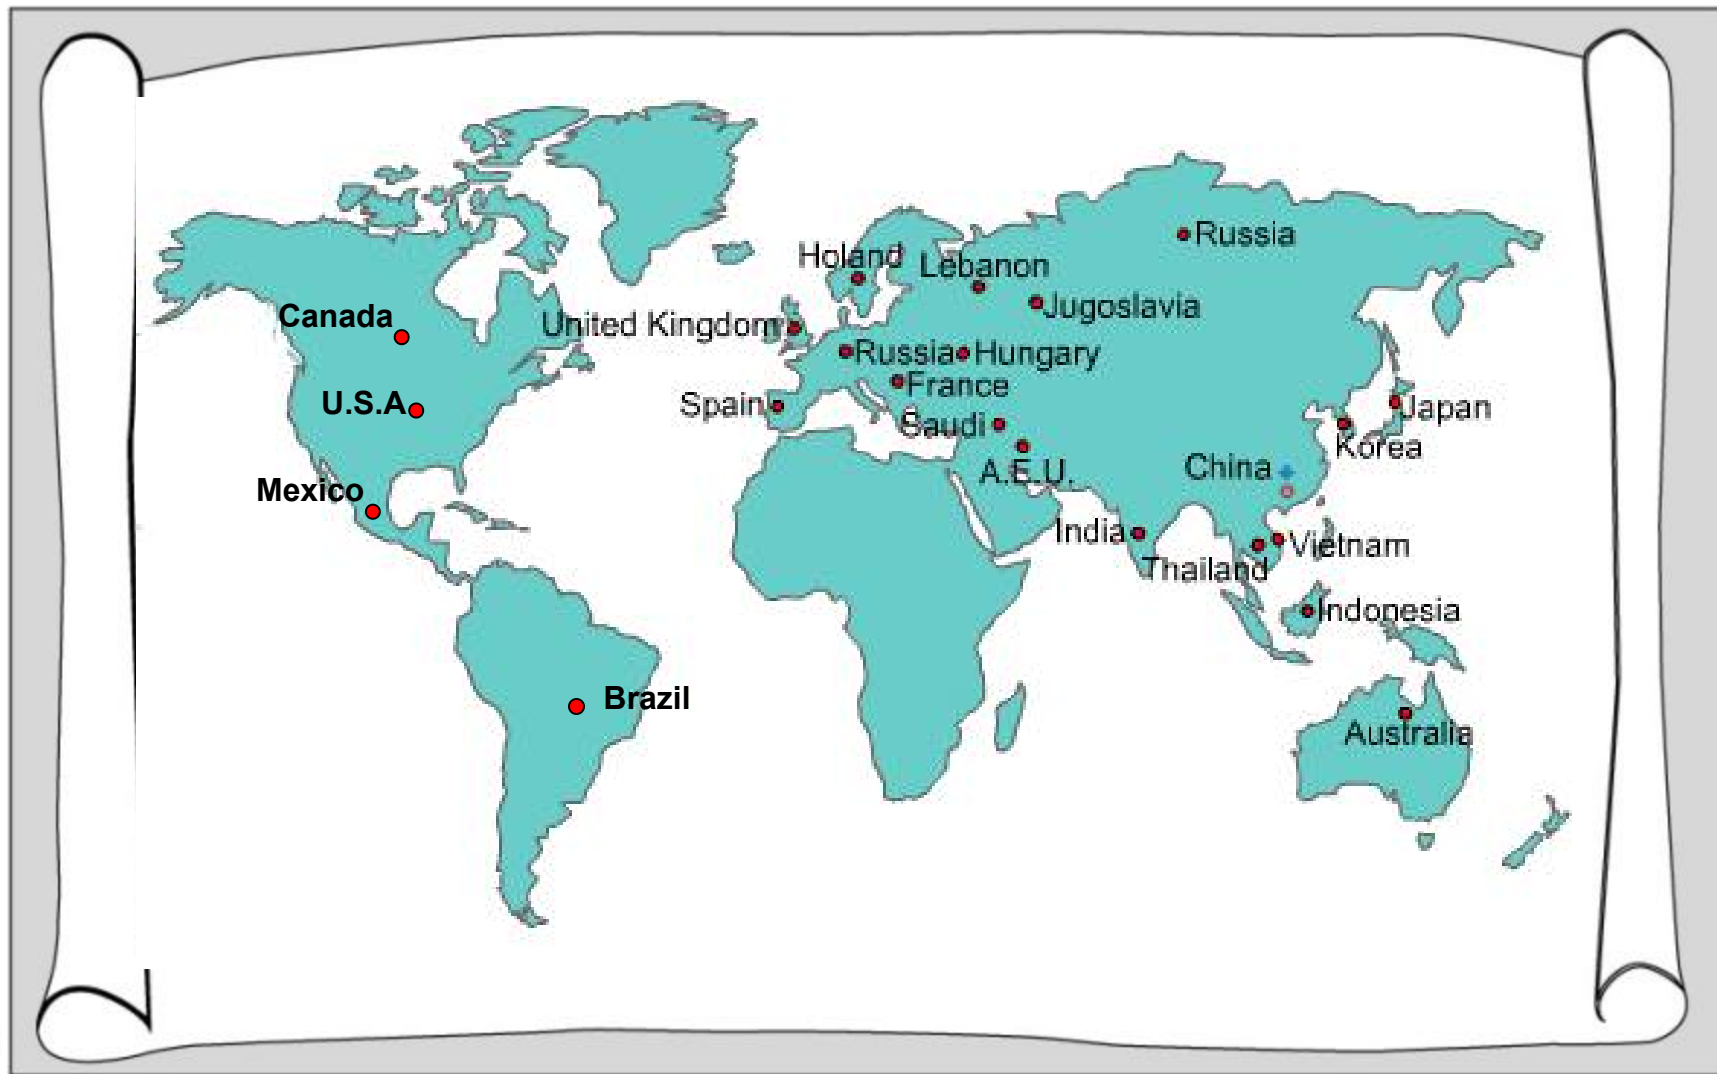 Russia
Holand
Lebanon
Jugoslavia
Canada
United Kingdom
Russia
Hungary
France
U.S.A
Spain
Saudi
Japan
Korea
A.E.U.
China
Mexico
India
Vietnam
Thailand
Indonesia
Brazil
Australia